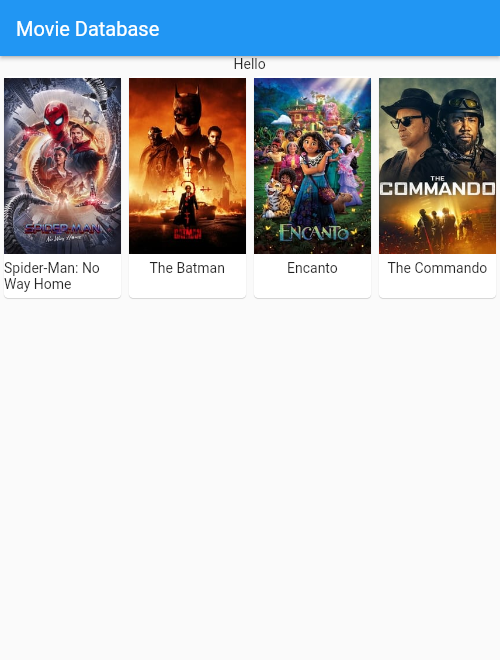 Movie Database
Hello
SPIDER-MAN
No Way Home
THE
BATMAN
ENCANTO
THE
COMMANDO
Spider-Man: No
Way Home
The Batman
Encanto
The Commando